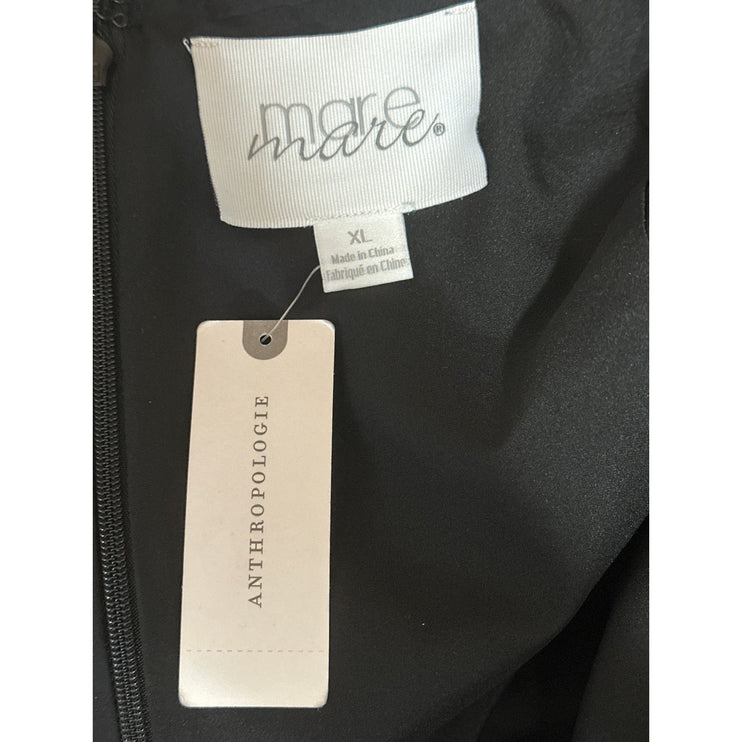 mare
mare®
XL
Made in China
Fabriqué en Chine
ANTHROPOLOGIE